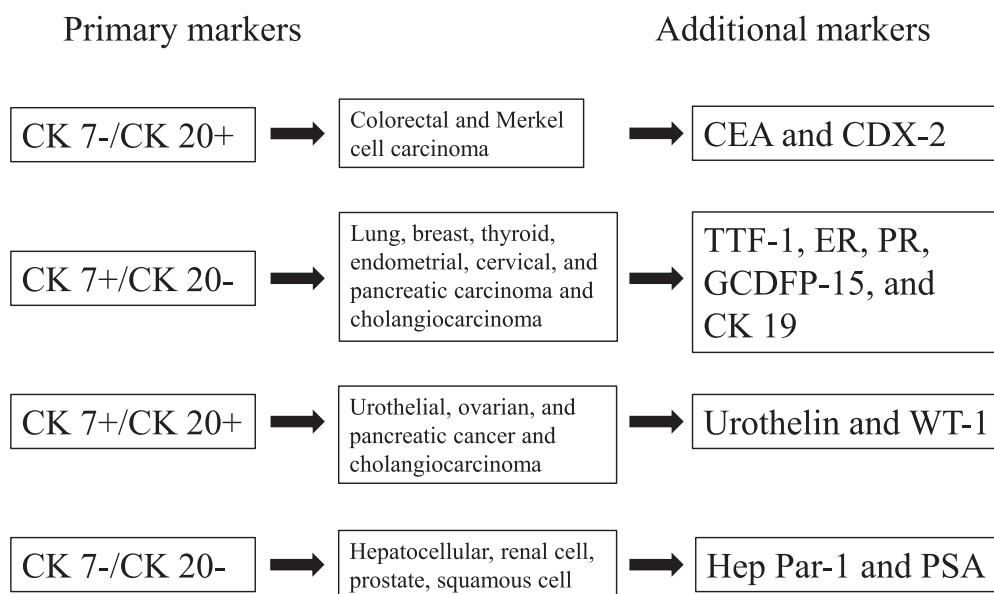 Primary markers
Additional markers
CK 7-/CK 20+
Colorectal and Merkel
cell carcinoma
CEA and CDX-2
CK 7+/CK 20-
Lung, breast, thyroid,
endometrial, cervical, and
pancreatic carcinoma and
cholangiocarcinoma
TTF-1, ER, PR,
GCDFP-15, and
CK 19
CK 7+/CK 20+
Urothelial, ovarian, and
pancreatic cancer and
cholangiocarcinoma
Urothelin and WT-1
CK 7-/CK 20-
Hepatocellular, renal cell,
prostate, squamous cell
Hep Par-1 and PSA